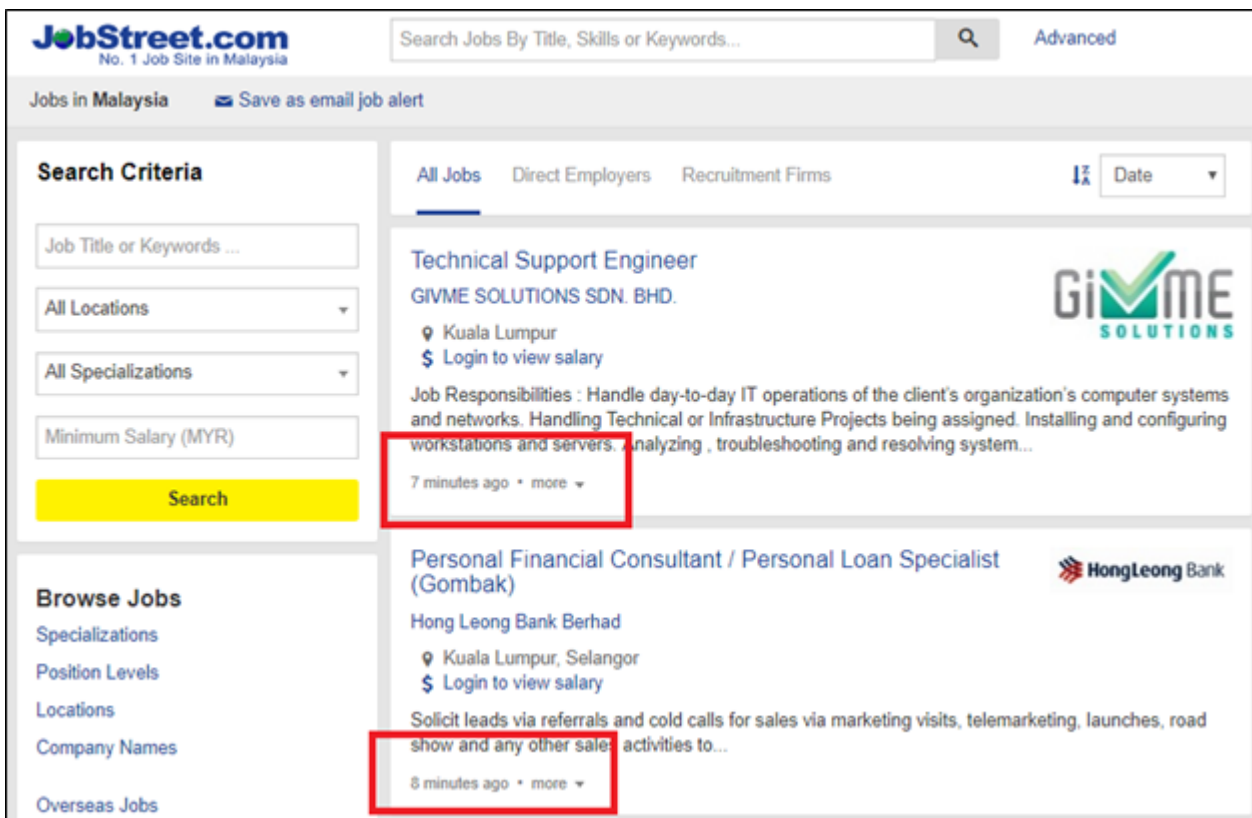 JobStreet.com
No. 1 Job Site in Malaysia
Search Jobs By Title, Skills or Keywords...
Advanced
Jobs in Malaysia
Save as email job alert
Search Criteria
Job Title or Keywords ...
All Locations
All Specializations
Minimum Salary (MYR)
Search
Browse Jobs
Specializations
Position Levels
Locations
Company Names
Overseas Jobs
All Jobs Direct Employers Recruitment Firms
Date
Technical Support Engineer
GIVME SOLUTIONS SDN. BHD.
Kuala Lumpur
$ Login to view salary
Job Responsibilities : Handle day-to-day IT operations of the client's organization's computer systems
and networks. Handling Technical or Infrastructure Projects being assigned. Installing and configuring
workstations and servers. Analyzing , troubleshooting and resolving system...
7 minutes ago • more
GiVME
SOLUTIONS
Personal Financial Consultant / Personal Loan Specialist
(Gombak)
Hong Leong Bank Berhad
Kuala Lumpur, Selangor
$ Login to view salary
Solicit leads via referrals and cold calls for sales via marketing visits, telemarketing, launches, road
show and any other sales activities to...
8 minutes ago • more
HongLeong Bank